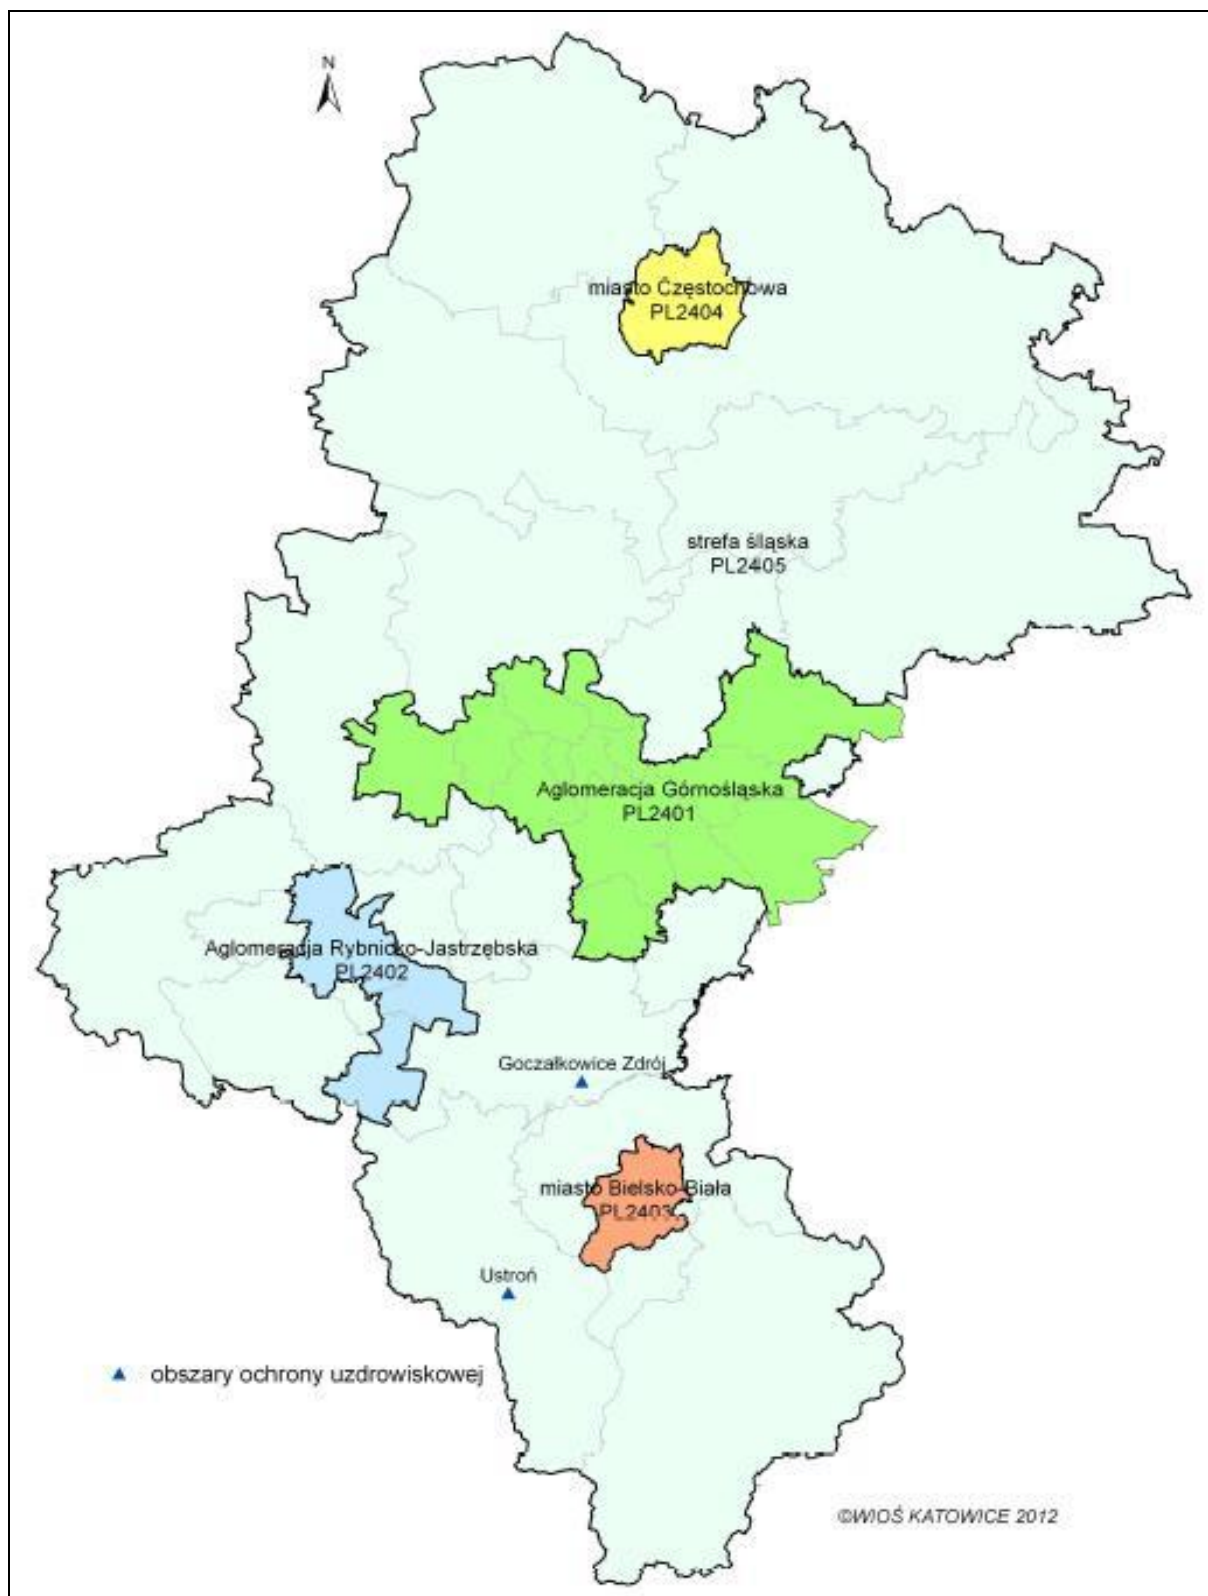 N
miasto Częstochowa
PL2404
strefa śląska
PL2405
Aglomeracja Górnośląska
PL2401
Aglomeracja Rybnicko-Jastrzębska
PL2402
Goczałkowice Zdrój
miasto Bielsko-Biała
PL2403
Ustroń
obszary ochrony uzdrowiskowej
©WIOŚ KATOWICE 2012